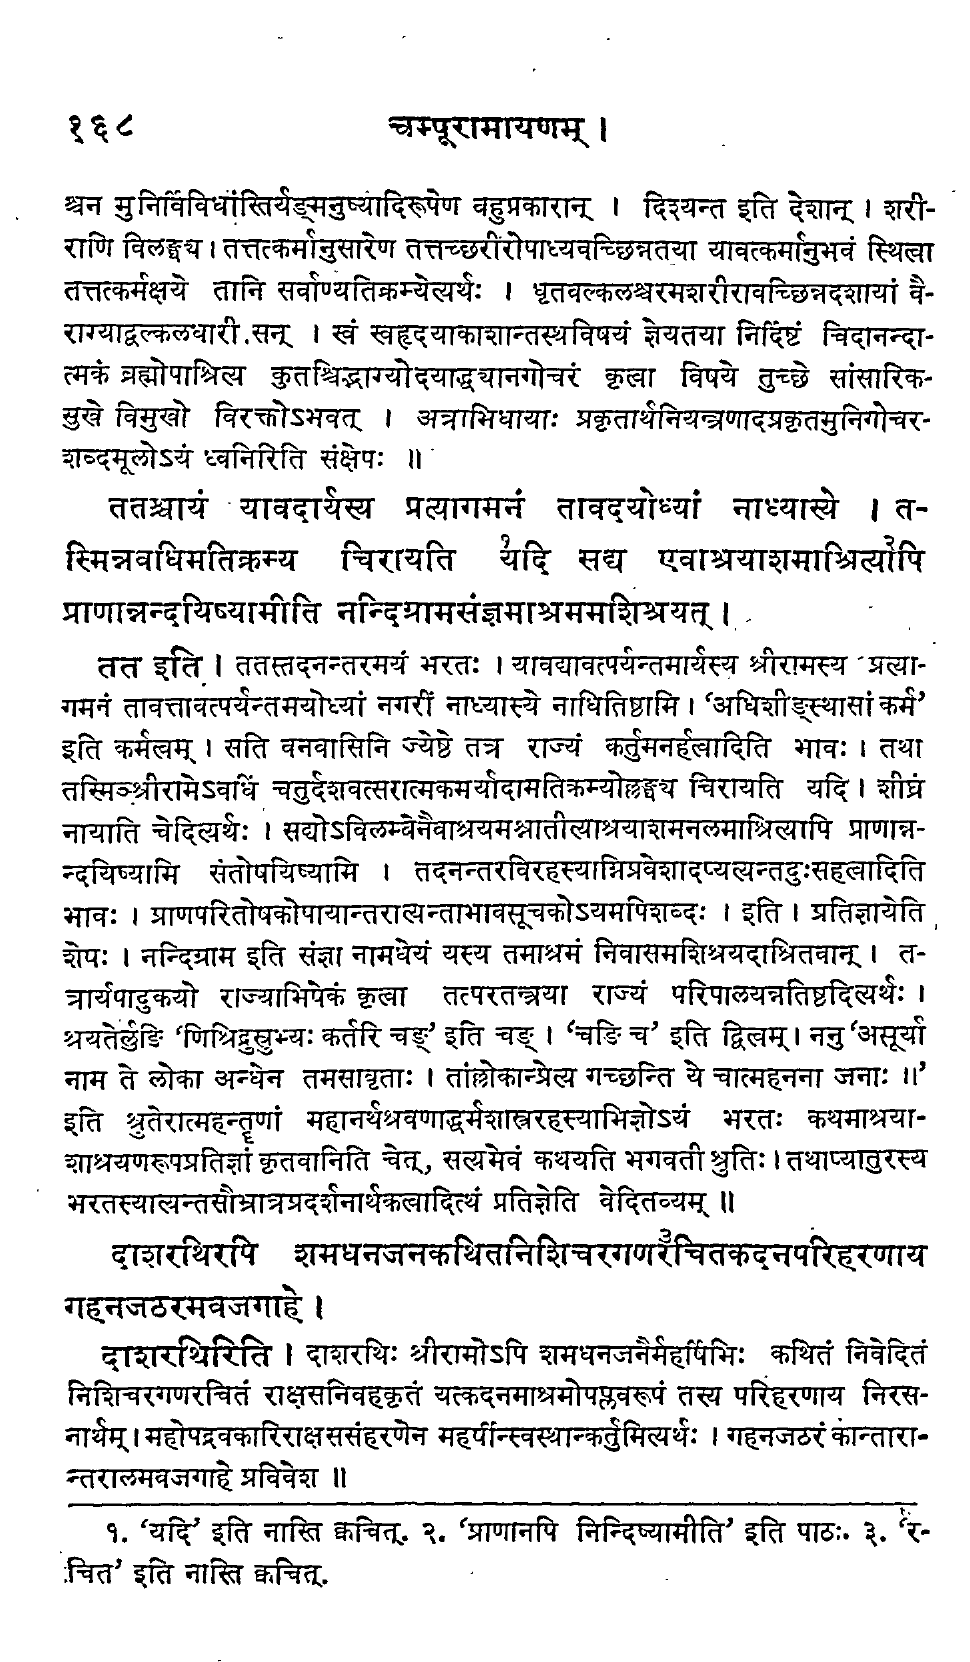 १६८ चम्पूरामायणम् ।
श्चन मुनिर्विविधांस्तिर्यङ्मनुष्यादिरूपेण बहुप्रकारान् । दिश्यन्त इति देशान् । शरी-
राणि विलङ्घ्य । तत्तत्कर्मानुसारेण तत्तच्छरीरोपाध्यवच्छिन्नतया यावत्कर्मानुभवं स्थित्वा
तत्तत्कर्मक्षये तानि सर्वाण्यतिक्रम्येत्यर्थः । धृतवल्कलश्चरमशरीरावच्छिन्नदशायां वै-
राग्याद्वल्कलधारी सन् । खं स्वहृदयाकाशान्तस्थविषयं ज्ञेयतया निर्दिष्टं चिदानन्दा-
त्मकं ब्रह्मोपाश्रित्य कुतश्चिद्भाग्योदयाद्ध्यानगोचरं कृत्वा विषये तुच्छे सांसारिक-
सुखे विमुखो विरक्तोऽभवत् । अत्राभिधायाः प्रकृतार्थनियन्त्रणादप्रकृतमुनिगोचर-
शब्दमूलोऽयं ध्वनिरिति संक्षेपः ॥
ततश्चायं यावदार्यस्य प्रत्यागमनं तावदयोध्यां नाध्यास्ये । त-
स्मिन्नवधिमतिक्रम्य चिरायति १यदि सद्य एवाश्रयाशमाश्रित्या२पि
प्राणान्नन्दयिष्यामीति नन्दिग्रामसंज्ञमाश्रममशिश्रयत् ।
तत इति । ततस्तदनन्तरमयं भरतः । यावद्यावत्पर्यन्तमार्यस्य श्रीरामस्य प्रत्या-
गमनं तावत्तावत्पर्यन्तमयोध्यां नगरीं नाध्यास्ये नाधितिष्ठामि । ‘अधिशीङ्स्थासां कर्म’
इति कर्मत्वम् । सति वनवासिनि ज्येष्ठे तत्र राज्यं कर्तुमनर्हत्वादिति भावः । तथा
तस्मिञ्श्रीरामेऽवधिं चतुर्दशवत्सरात्मकमर्यादामतिक्रम्योल्लङ्घ्य चिरायति यदि । शीघ्रं
नायाति चेदित्यर्थः । सद्योऽविलम्बेनैवाश्रयमश्नातीत्याश्रयाशमनलमाश्रित्यापि प्राणान्न-
न्दयिष्यामि संतोषयिष्यामि । तदनन्तरविरहस्याग्निप्रवेशादप्यत्यन्तदुःसहत्वादिति
भावः । प्राणपरितोषकोपायान्तरात्यन्ताभावसूचकोऽयमपिशब्दः । इति । प्रतिज्ञायेति
शेषः । नन्दिग्राम इति संज्ञा नामधेयं यस्य तमाश्रमं निवासमशिश्रयदाश्रितवान् । त-
त्रार्यपादुकयो राज्याभिषेकं कृत्वा तत्परतन्त्रया राज्यं परिपालयन्नतिष्ठदित्यर्थः ।
श्रयतेर्लुङि ‘णिश्रिद्रुस्रुभ्यः कर्तरि चङ्’ इति चङ् । ‘चङि च’ इति द्वित्वम् । ननु ‘असूर्या
नाम ते लोका अन्धेन तमसावृताः । तांल्लोकान्प्रेत्य गच्छन्ति ये चात्महनना जनाः ॥’
इति श्रुतेरात्महन्तॄणां महानर्थश्रवणाद्धर्मशास्त्ररहस्याभिज्ञोऽयं भरतः कथमाश्रया-
शाश्रयणरूपप्रतिज्ञां कृतवानिति चेत्, सत्यमेवं कथयति भगवती श्रुतिः । तथाप्यातुरस्य
भरतस्यात्यन्तसौभ्रात्रप्रदर्शनार्थकत्वादित्थं प्रतिज्ञेति वेदितव्यम् ॥
दाशरथिरपि शमधनजनकथितनिशिचरगणर३चितकदनपरिहरणाय
गहनजठरमवजगाहे ।
दाशरथिरिति । दाशरथिः श्रीरामोऽपि शमधनजनैर्महर्षिभिः कथितं निवेदितं
निशिचरगणरचितं राक्षसनिवहकृतं यत्कदनमाश्रमोपप्लवरूपं तस्य परिहरणाय निरस-
नार्थम् । महोपद्रवकारिराक्षससंहरणेन महर्षीन्स्वस्थान्कर्तुमित्यर्थः । गहनजठरं कान्तारा-
न्तरालमवजगाहे प्रविवेश ॥
१. ‘यदि’ इति नास्ति क्वचित्. २. ‘प्राणानपि निन्दिष्यामीति’ इति पाठः. ३. ‘र-
चित’ इति नास्ति क्वचित्.